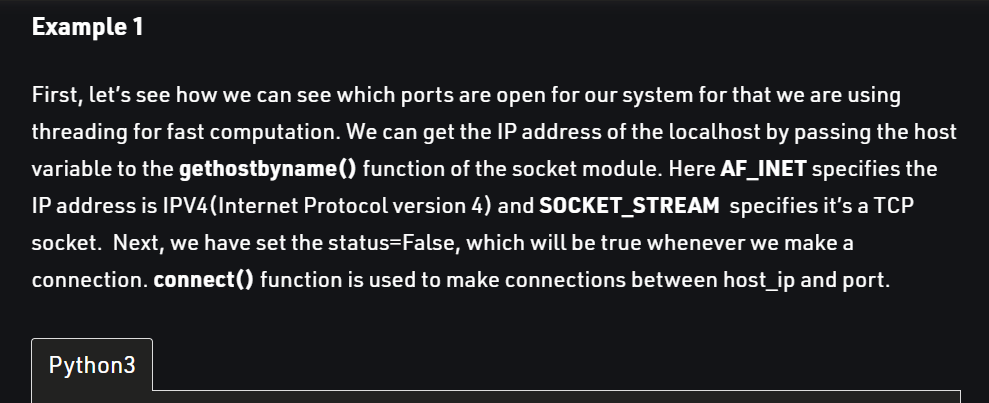 Example 1
First, let's see how we can see which ports are open for our system for that we are using
threading for fast computation. We can get the IP address of the localhost by passing the host
variable to the gethostbyname() function of the socket module. Here AF_INET specifies the
IP address is IPV4(Internet Protocol version 4) and SOCKET_STREAM specifies it's a TCP
socket. Next, we have set the status=False, which will be true whenever we make a
connection. connect() function is used to make connections between host_ip and port.
Python3